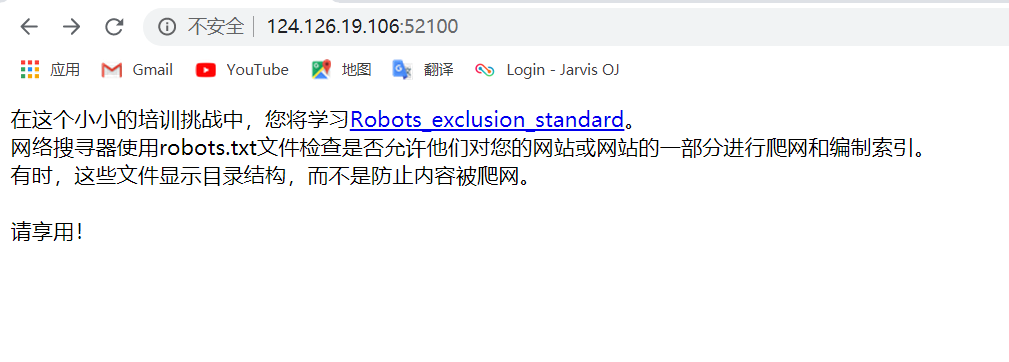 不安全 124.126.19.106:52100
应用 Gmail YouTube 地图 翻译 Login - Jarvis OJ
在这个小小的培训挑战中，您将学习Robots_exclusion_standard。
网络搜寻器使用robots.txt文件检查是否允许他们对您的网站或网站的一部分进行爬网和编制索引。
有时，这些文件显示目录结构，而不是防止内容被爬网。
请享用！